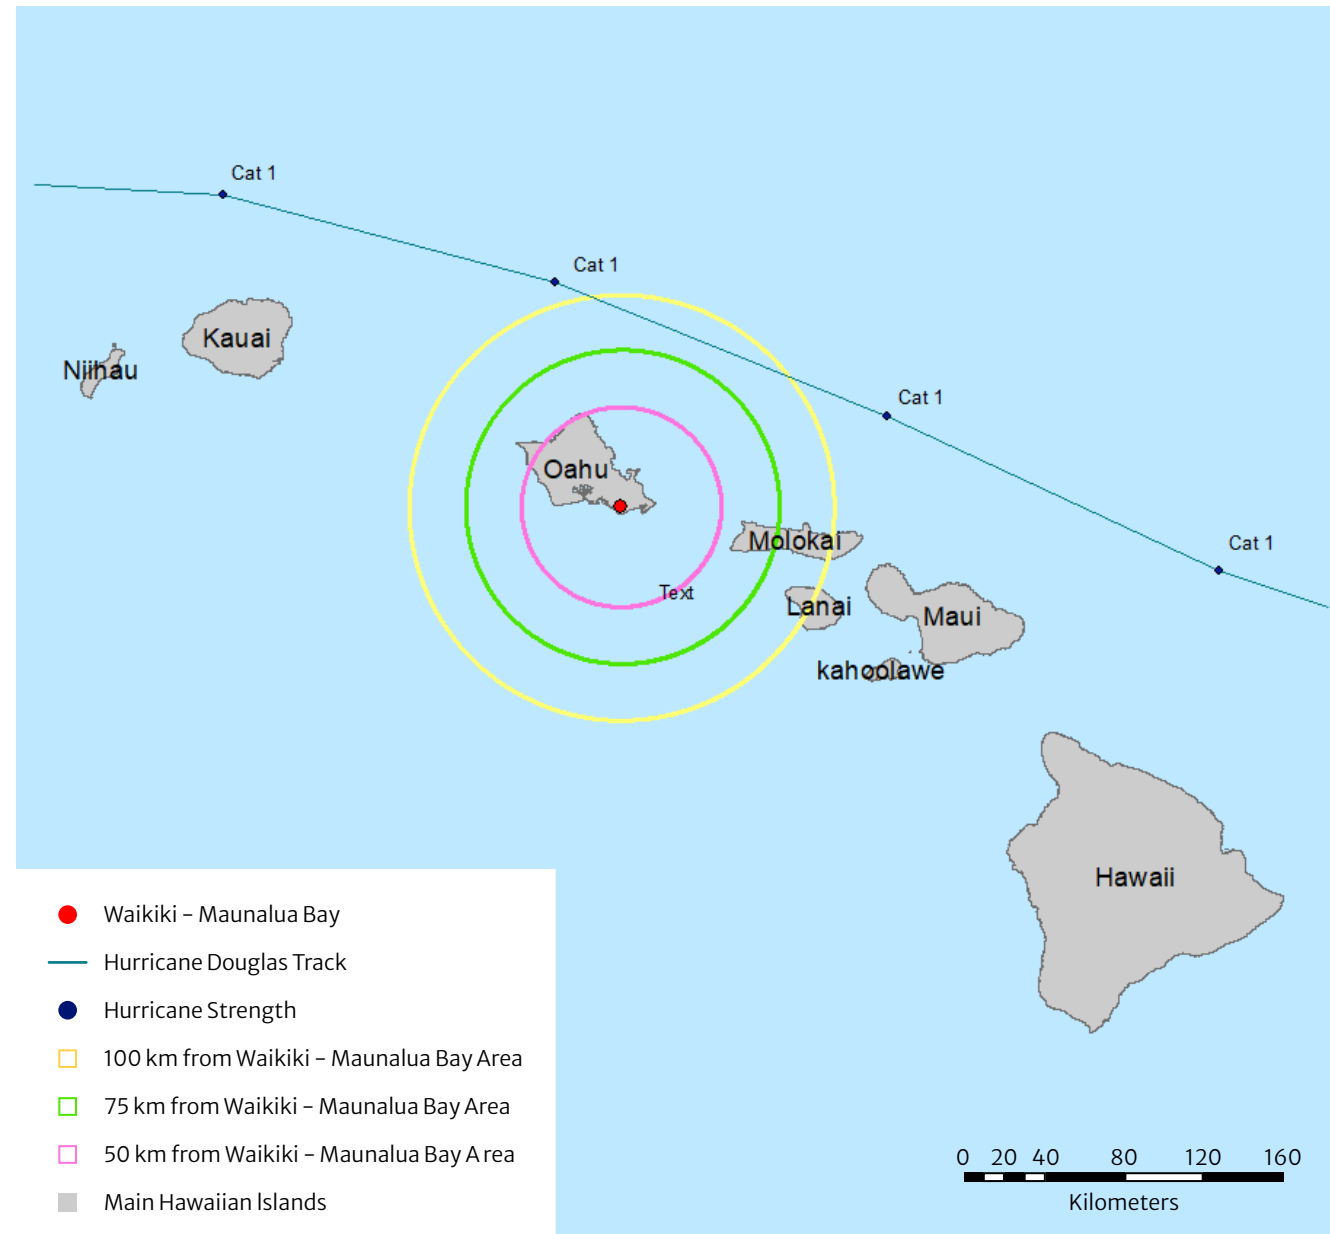 Cat 1
Cat 1
Kauai
Niihau
Cat 1
Oahu
Molokai
Cat 1
Text
Lanai
Maui
kahoolawe
Hawaii
Waikiki – Maunalua Bay
Hurricane Douglas Track
Hurricane Strength
100 km from Waikiki – Maunalua Bay Area
75 km from Waikiki – Maunalua Bay Area
50 km from Waikiki – Maunalua Bay A rea
Main Hawaiian lslands
0 20 40 80 120 160
Kilometers